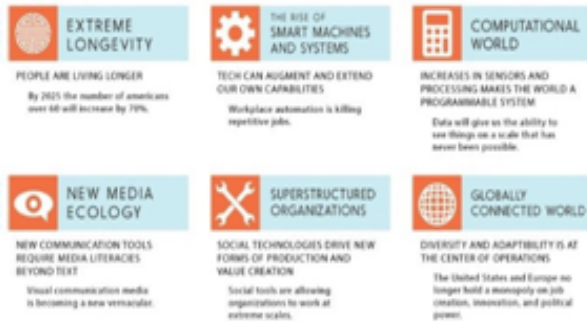 EXTREME
LONGEVITY
PEOPLE ARE LIVING LONGER
By 2025 the number of americans
over 60 will increase by 70%.
THE RISE OF
SMART MACHINES
AND SYSTEMS
TECH CAN AUGMENT AND EXTEND
OUR OWN CAPABILITIES
Workplace automation is killing
repetitive jobs.
COMPUTATIONAL
WORLD
INCREASES IN SENSORS AND
PROCESSING MAKES THE WORLD A
PROGRAMMABLE SYSTEM
Data will give us the ability to
see things on a scale that has
never been possible.
NEW MEDIA
ECOLOGY
NEW COMMUNICATION TOOLS
REQUIRE MEDIA LITERACIES
BEYOND TEXT
Visual communication media
is becoming a new vernacular.
SUPERSTRUCTURED
ORGANIZATIONS
SOCIAL TECHNOLOGIES DRIVE NEW
FORMS OF PRODUCTION AND
VALUE CREATION
Social tools are allowing
organizations to work at
extreme scales.
GLOBALLY
CONNECTED WORLD
DIVERSITY AND ADAPTIBILITY IS AT
THE CENTER OF OPERATIONS
The United States and Europe no
longer hold a monopoly on job
creation, innovation, and political
power.